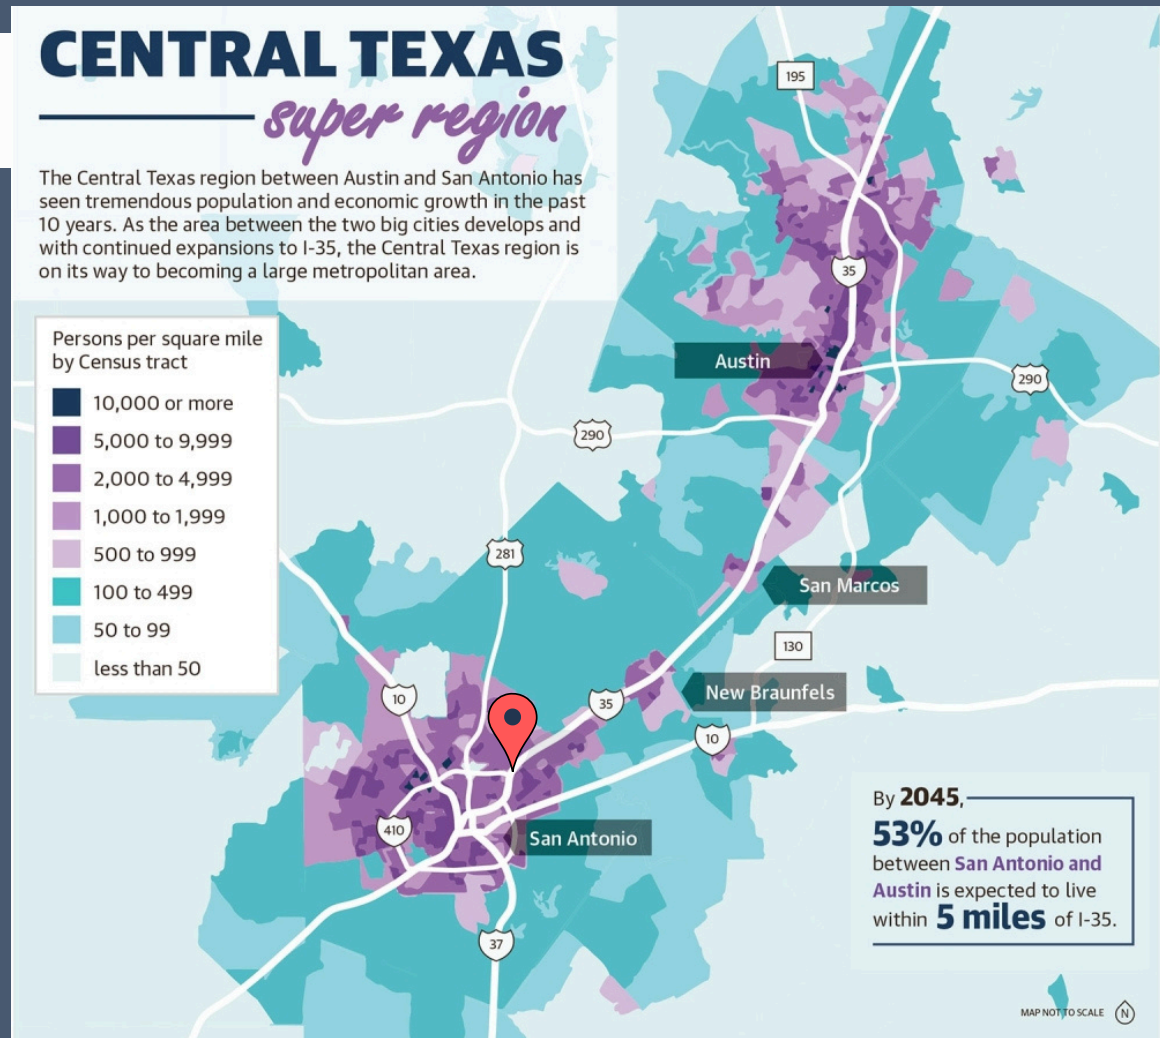 CENTRAL TEXAS
super region
The Central Texas region between Austin and San Antonio has
seen tremendous population and economic growth in the past
10 years. As the area between the two big cities develops and
with continued expansions to I-35, the Central Texas region is
on its way to becoming a large metropolitan area.
Persons per square mile
by Census tract
10,000 or more
5,000 to 9,999
2,000 to 4,999
1,000 to 1,999
500 to 999
100 to 499
50 to 99
less than 50
195
35
Austin
290
290
281
San Marcos
130
New Braunfels
10
35
10
410
San Antonio
37
By 2045,
53% of the population
between San Antonio and
Austin is expected to live
within 5 miles of I-35.
MAP NOT TO SCALE
N